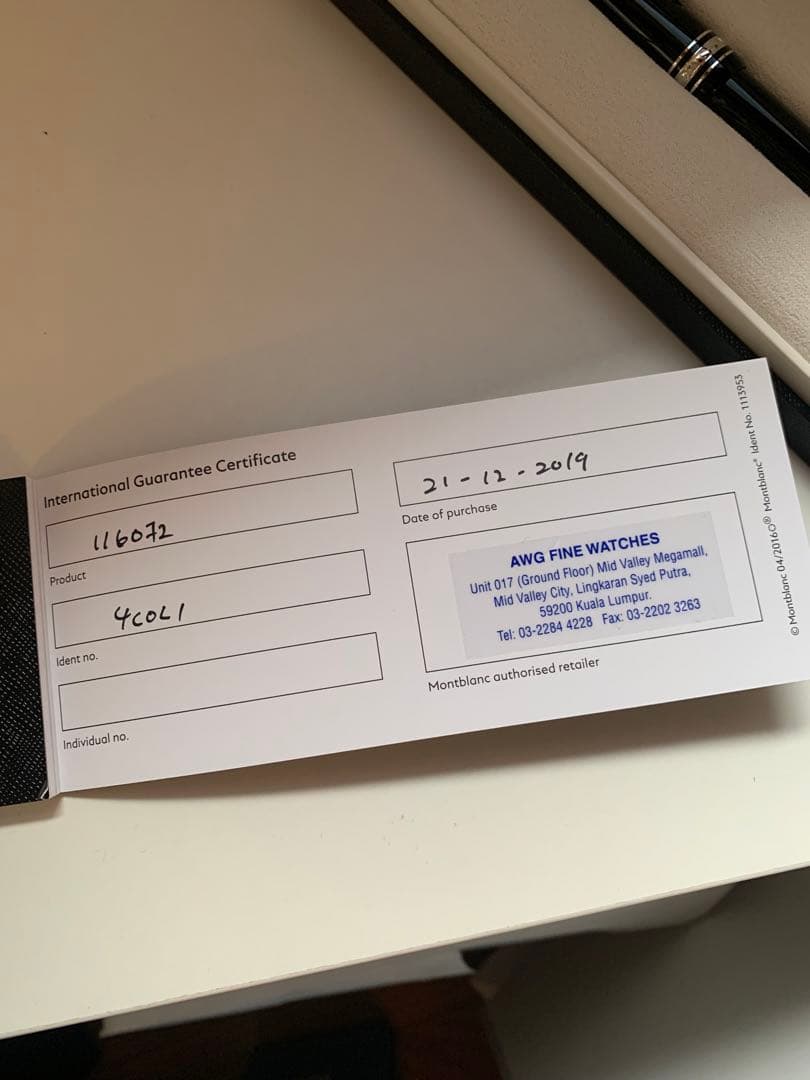 International Guarantee Certificate
116072
Product
4COL1
Ident no.
Individual no.
21-12-2019
Date of purchase
AWG FINE WATCHES
Unit 017 (Ground Floor) Mid Valley Megamall,
Mid Valley City, Lingkaran Syed Putra,
59200 Kuala Lumpur.
Tel: 03-2284 4228 Fax: 03-2202 3263
Montblanc authorised retailer
© Montblanc 04/2016 ® Montblanc® Ident No. 1113953